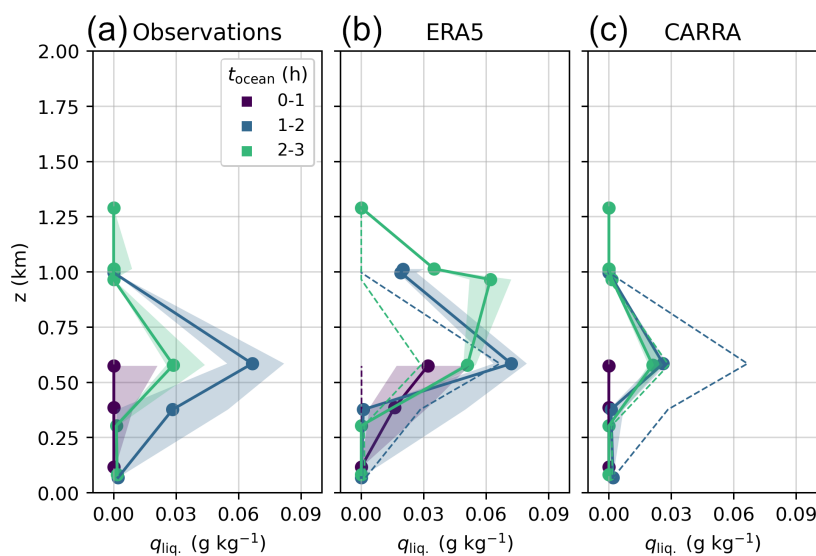 (a) Observations
(b) ERA5
(c) CARRA
2.00
1.75
1.50
1.25
1.00
0.75
0.50
0.25
0.00
z (km)
t_ocean (h)
0-1
1-2
2-3
0.00 0.03 0.06 0.09
0.00 0.03 0.06 0.09
0.00 0.03 0.06 0.09
q_liq. (g kg⁻¹)
q_liq. (g kg⁻¹)
q_liq. (g kg⁻¹)